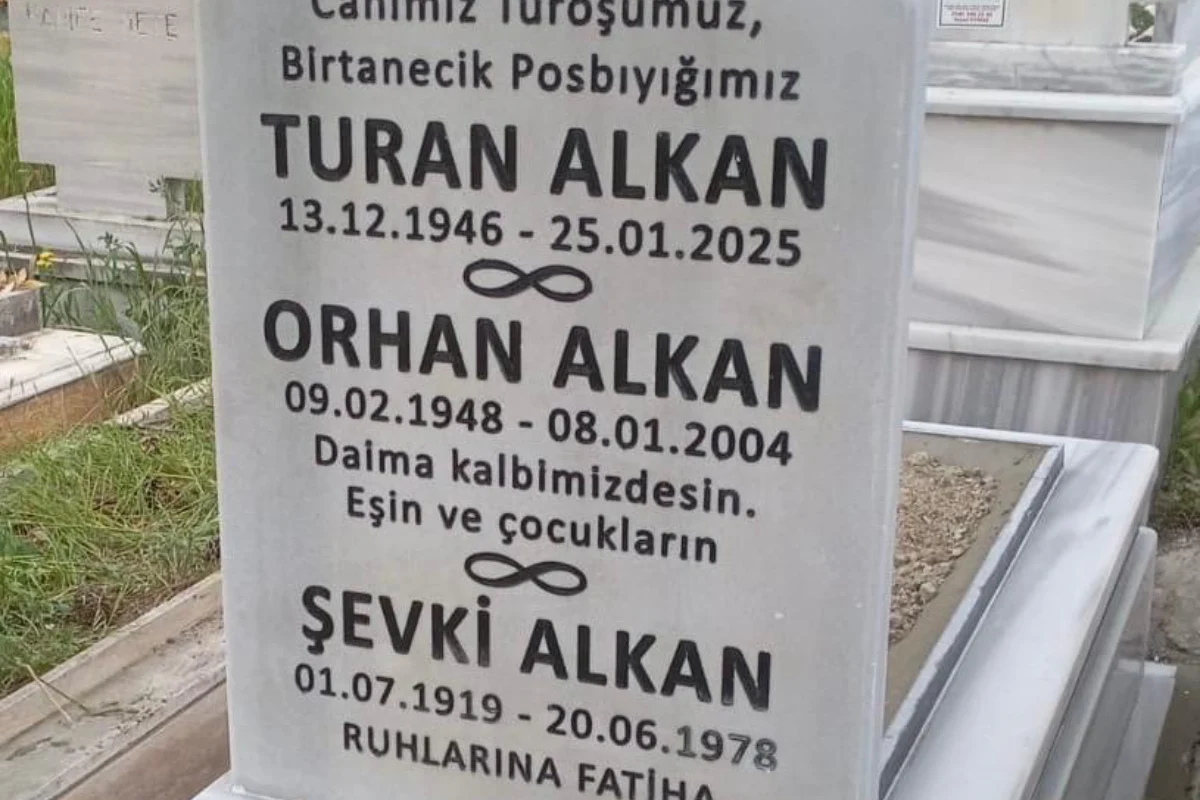 Canımız Turoşumuz,
Birtanecik Posbıyığımız
TURAN ALKAN
13.12.1946 - 25.01.2025
ORHAN ALKAN
09.02.1948 - 08.01.2004
Daima kalbimizdesin.
Eşin ve çocukların
ŞEVKİ ALKAN
01.07.1919 - 20.06.1978
RUHLARINA FATİHA